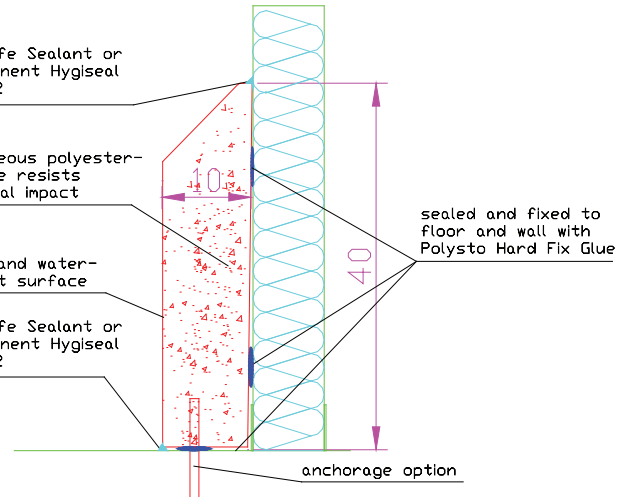 fe Sealant or
nent Hygiseal
2
eous polyester-
e resists
al impact
10
sealed and fixed to
floor and wall with
Polysto Hard Fix Glue
40
and water-
t surface
fe Sealant or
nent Hygiseal
2
anchorage option